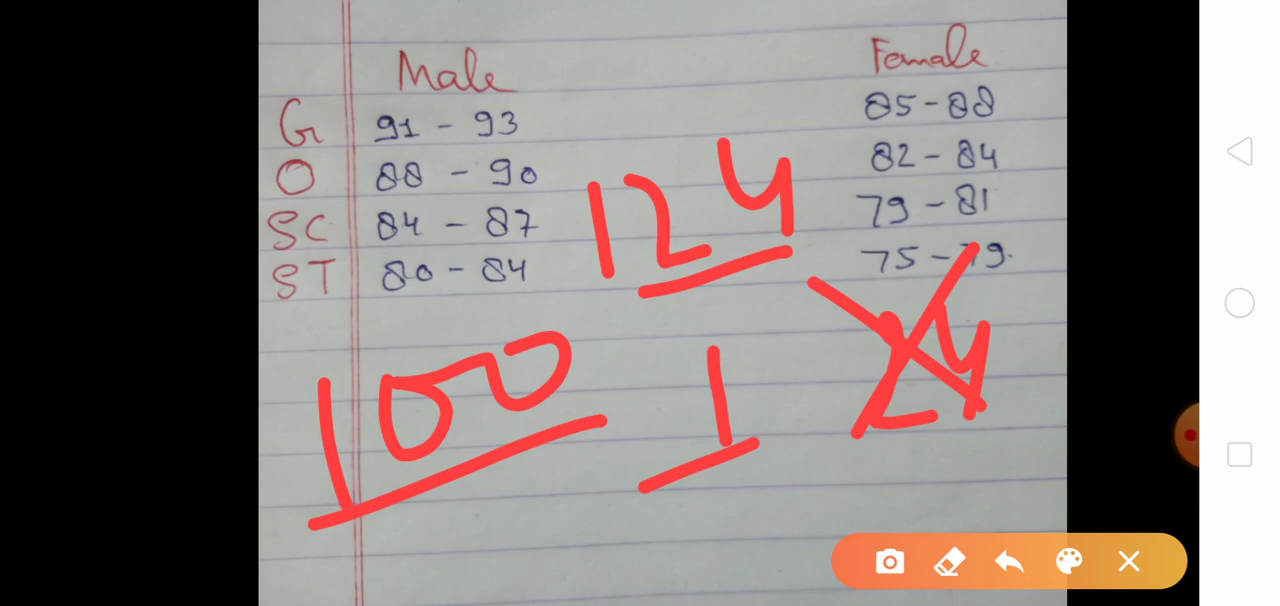 Male Female
G 91 - 93 85 - 88
O 88 - 90 82 - 84
SC 84 - 87 79 - 81
ST 80 - 84 75 - 79.
124
100 1 24